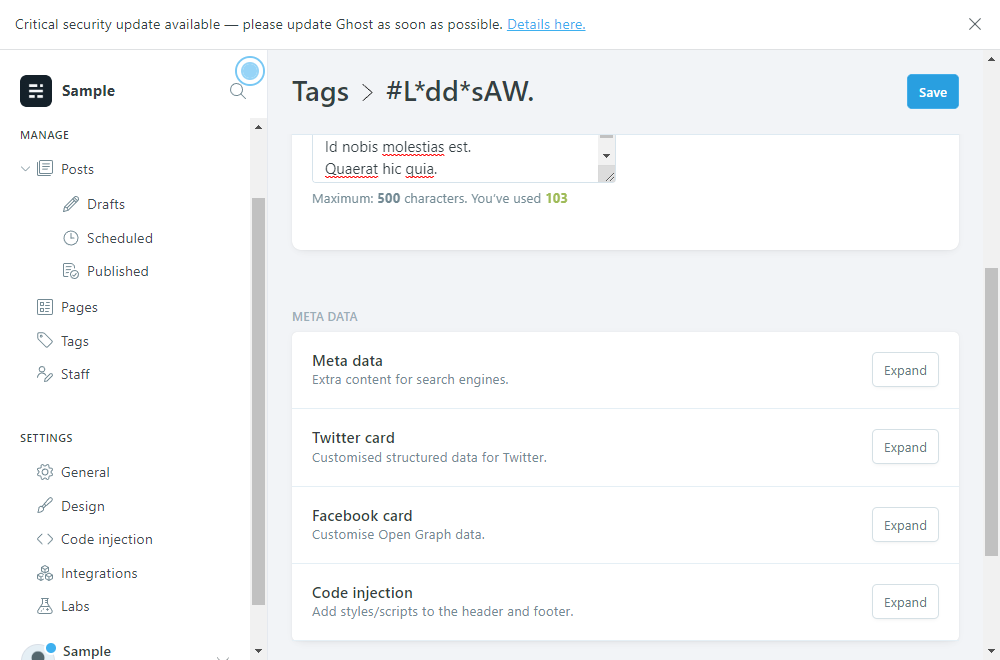 Critical security update available — please update Ghost as soon as possible. Details here.
Sample
Tags > #L*dd*sAW.
Save
MANAGE
Posts
Drafts
Scheduled
Published
Pages
Tags
Staff
SETTINGS
General
Design
Code injection
Integrations
Labs
Sample
Id nobis molestias est.
Quaerat hic quia.
Maximum: 500 characters. You’ve used 103
META DATA
Meta data
Extra content for search engines.
Expand
Twitter card
Customised structured data for Twitter.
Expand
Facebook card
Customise Open Graph data.
Expand
Code injection
Add styles/scripts to the header and footer.
Expand